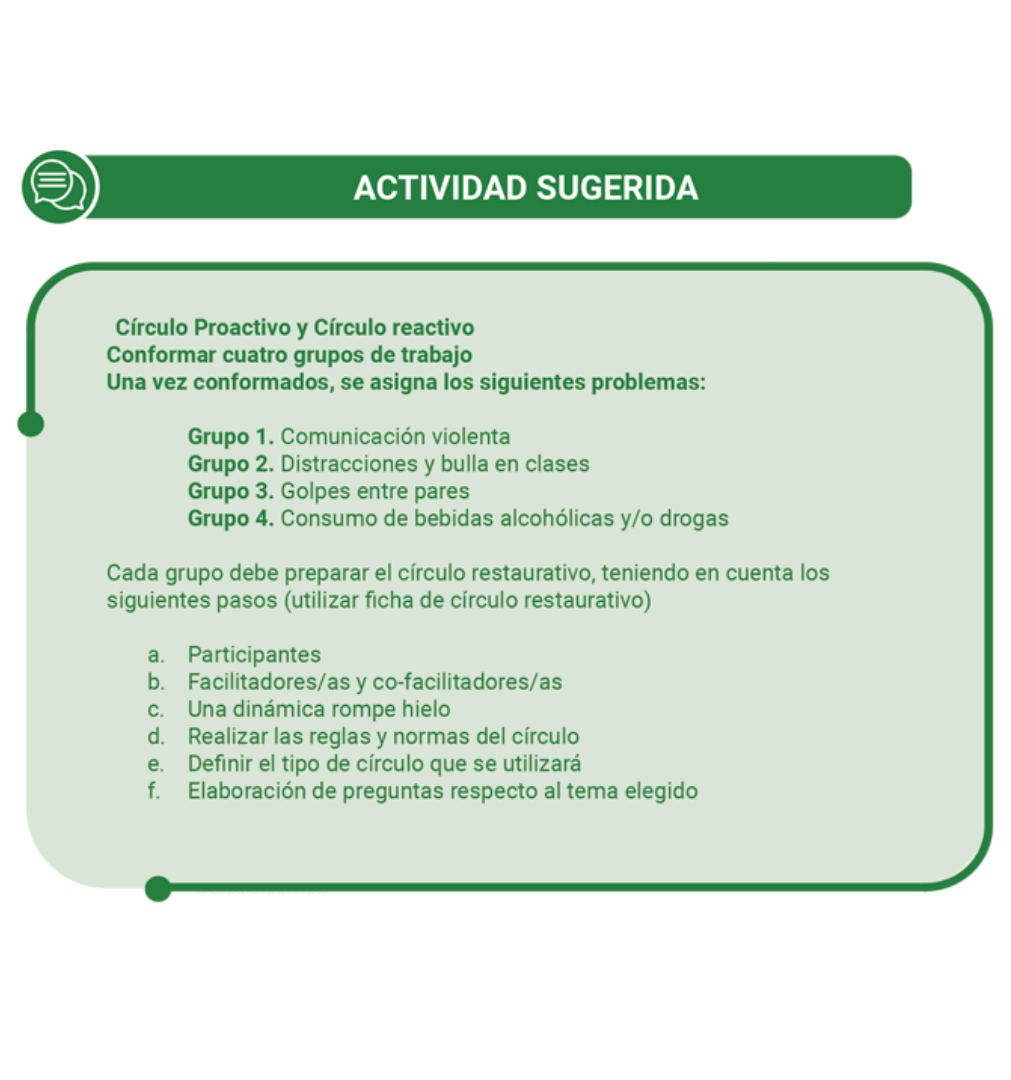 ACTIVIDAD SUGERIDA
Círculo Proactivo y Círculo reactivo
Conformar cuatro grupos de trabajo
Una vez conformados, se asigna los siguientes problemas:
Grupo 1. Comunicación violenta
Grupo 2. Distracciones y bulla en clases
Grupo 3. Golpes entre pares
Grupo 4. Consumo de bebidas alcohólicas y/o drogas
Cada grupo debe preparar el círculo restaurativo, teniendo en cuenta los
siguientes pasos (utilizar ficha de círculo restaurativo)
a. Participantes
b. Facilitadores/as y co-facilitadores/as
c. Una dinámica rompe hielo
d. Realizar las reglas y normas del círculo
e. Definir el tipo de círculo que se utilizará
f. Elaboración de preguntas respecto al tema elegido